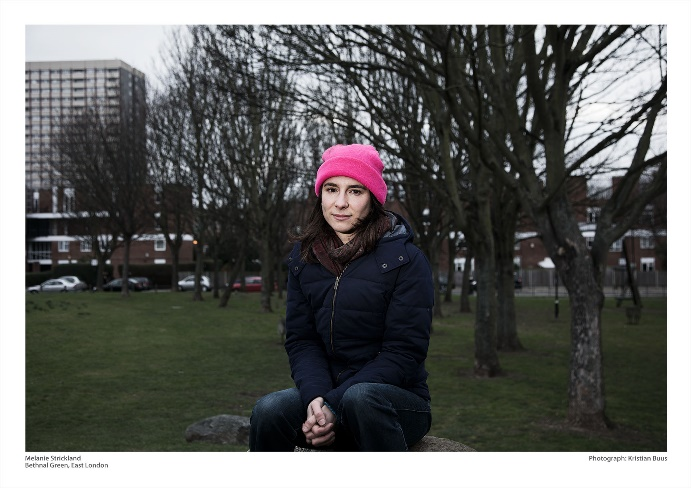 Melanie Strickland
Bethnal Green, East London
Photograph: Kristian Buus